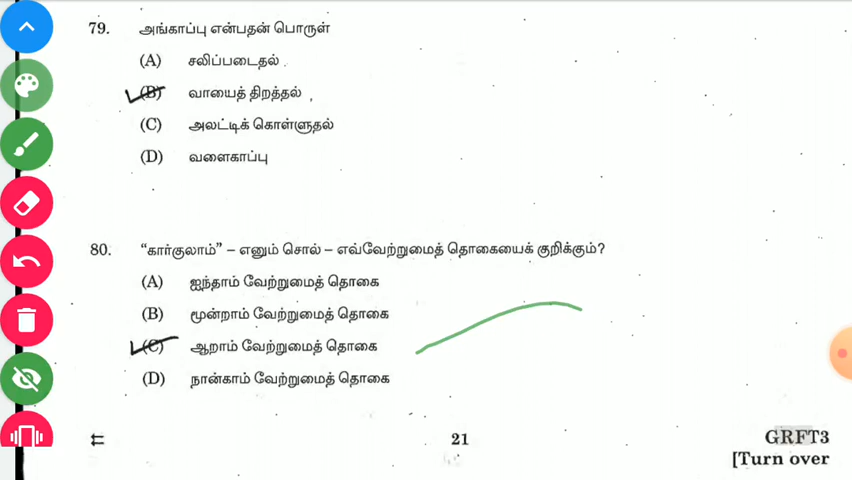 79. அங்காப்பு என்பதன் பொருள்
(A) சலிப்படைதல்
(B) வாயைத் திறத்தல்
(C) அலட்டிக் கொள்ளுதல்
(D) வளைகாப்பு
80. “கார்குலாம்” – எனும் சொல் – எவ்வேற்றுமைத் தொகையைக் குறிக்கும்?
(A) ஐந்தாம் வேற்றுமைத் தொகை
(B) மூன்றாம் வேற்றுமைத் தொகை
(C) ஆறாம் வேற்றுமைத் தொகை
(D) நான்காம் வேற்றுமைத் தொகை
21
GRFT3
[Turn over